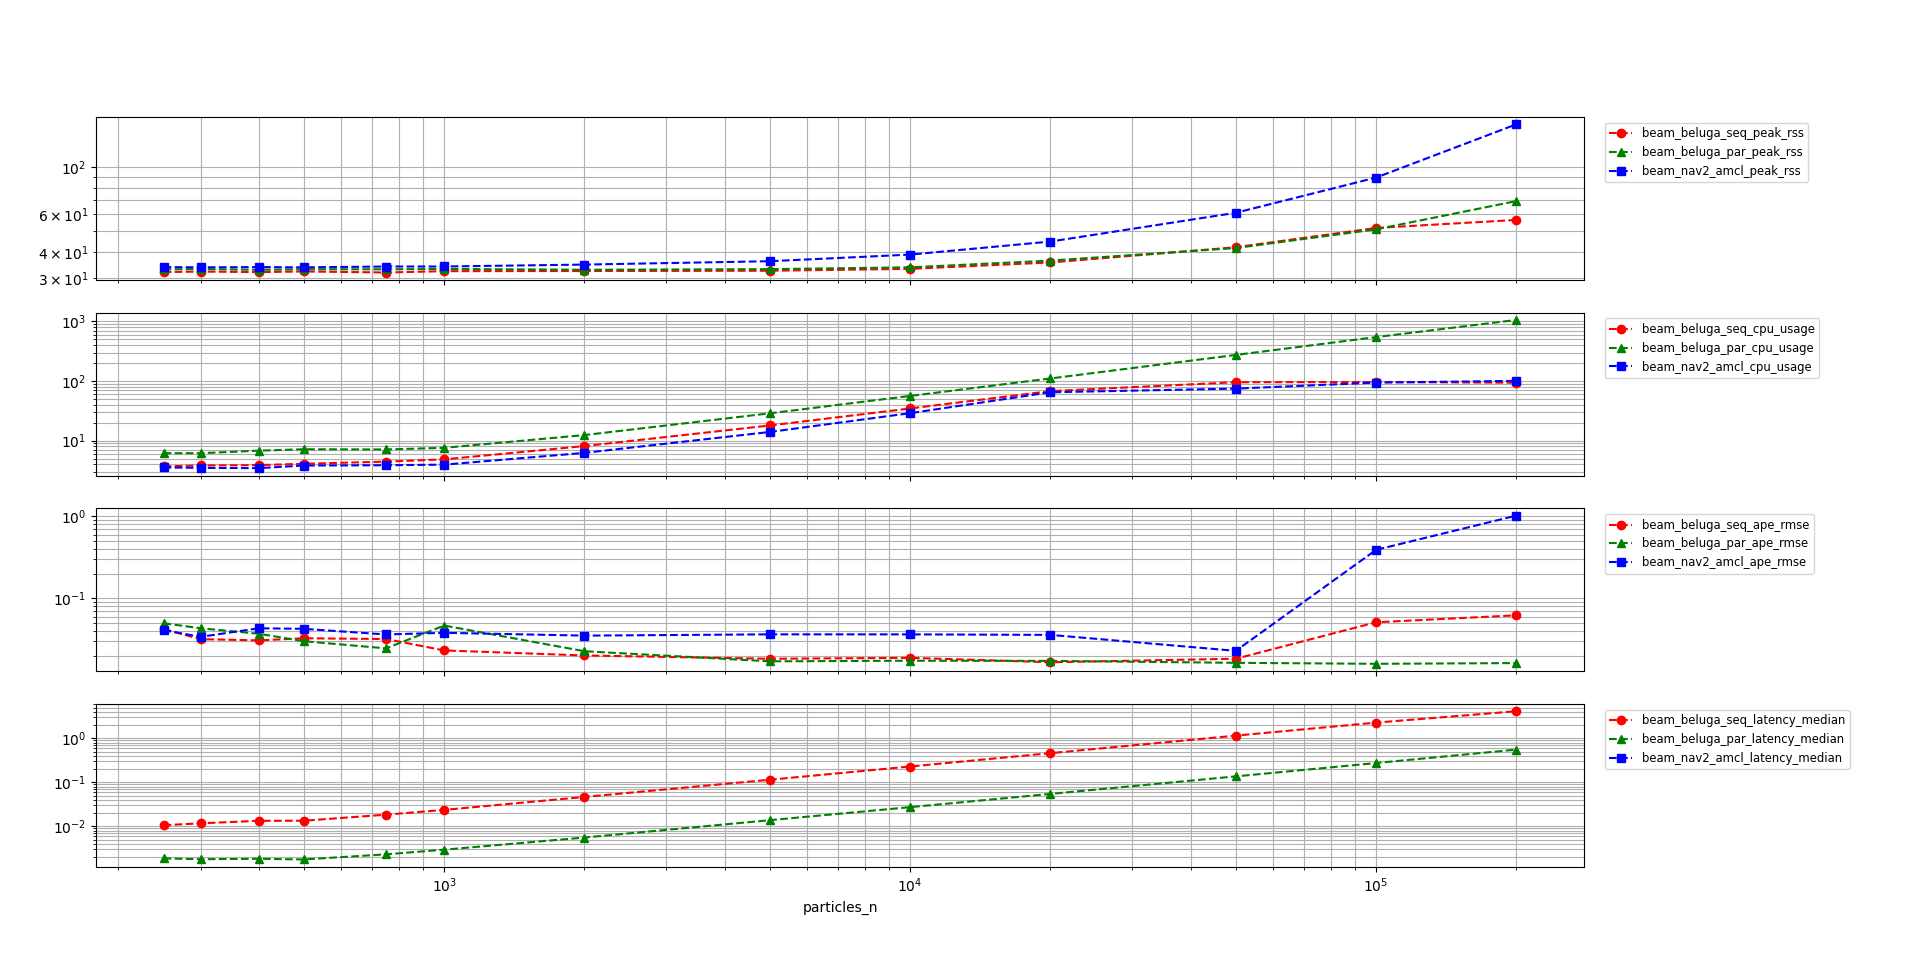 10²
6 × 10¹
4 × 10¹
3 × 10¹
beam_beluga_seq_peak_rss
beam_beluga_par_peak_rss
beam_nav2_amcl_peak_rss
10³
10²
10¹
beam_beluga_seq_cpu_usage
beam_beluga_par_cpu_usage
beam_nav2_amcl_cpu_usage
10⁰
10⁻¹
beam_beluga_seq_ape_rmse
beam_beluga_par_ape_rmse
beam_nav2_amcl_ape_rmse
10⁰
10⁻¹
10⁻²
beam_beluga_seq_latency_median
beam_beluga_par_latency_median
beam_nav2_amcl_latency_median
10³ 10⁴ 10⁵
particles_n